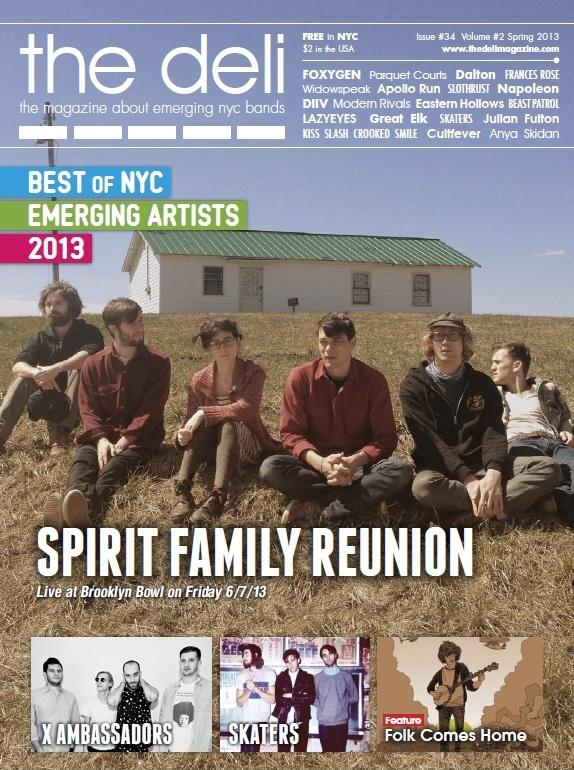 the deli
the magazine about emerging nyc bands
FREE in NYC
$2 in the USA
Issue #34 Volume #2 Spring 2013
www.thedelimagazine.com
FOXYGEN Parquet Courts Dalton FRANCES ROSE
Widowspeak Apollo Run SLOTHRUST Napoleon
DIIV Modern Rivals Eastern Hollows BEAST PATROL
LAZYEYES Great Elk SKATERS Julian Fulton
KISS SLASH CROOKED SMILE Cultfever Anya Skidan
BEST OF NYC
EMERGING ARTISTS
2013
SPIRIT FAMILY REUNION
Live at Brooklyn Bowl on Friday 6/7/13
X AMBASSADORS
SKATERS
Feature
Folk Comes Home